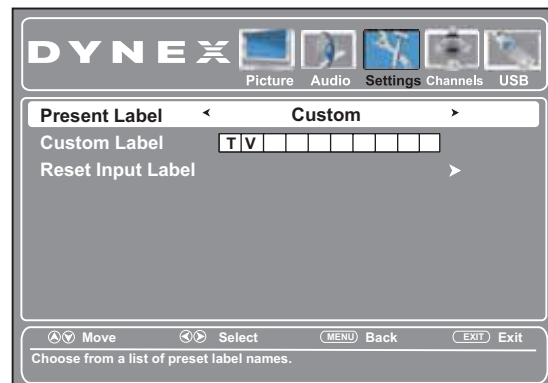 DYNEX
Picture Audio Settings Channels USB
Present Label Custom
Custom Label TV
Reset Input Label
Move Select MENU Back EXIT Exit
Choose from a list of preset label names.